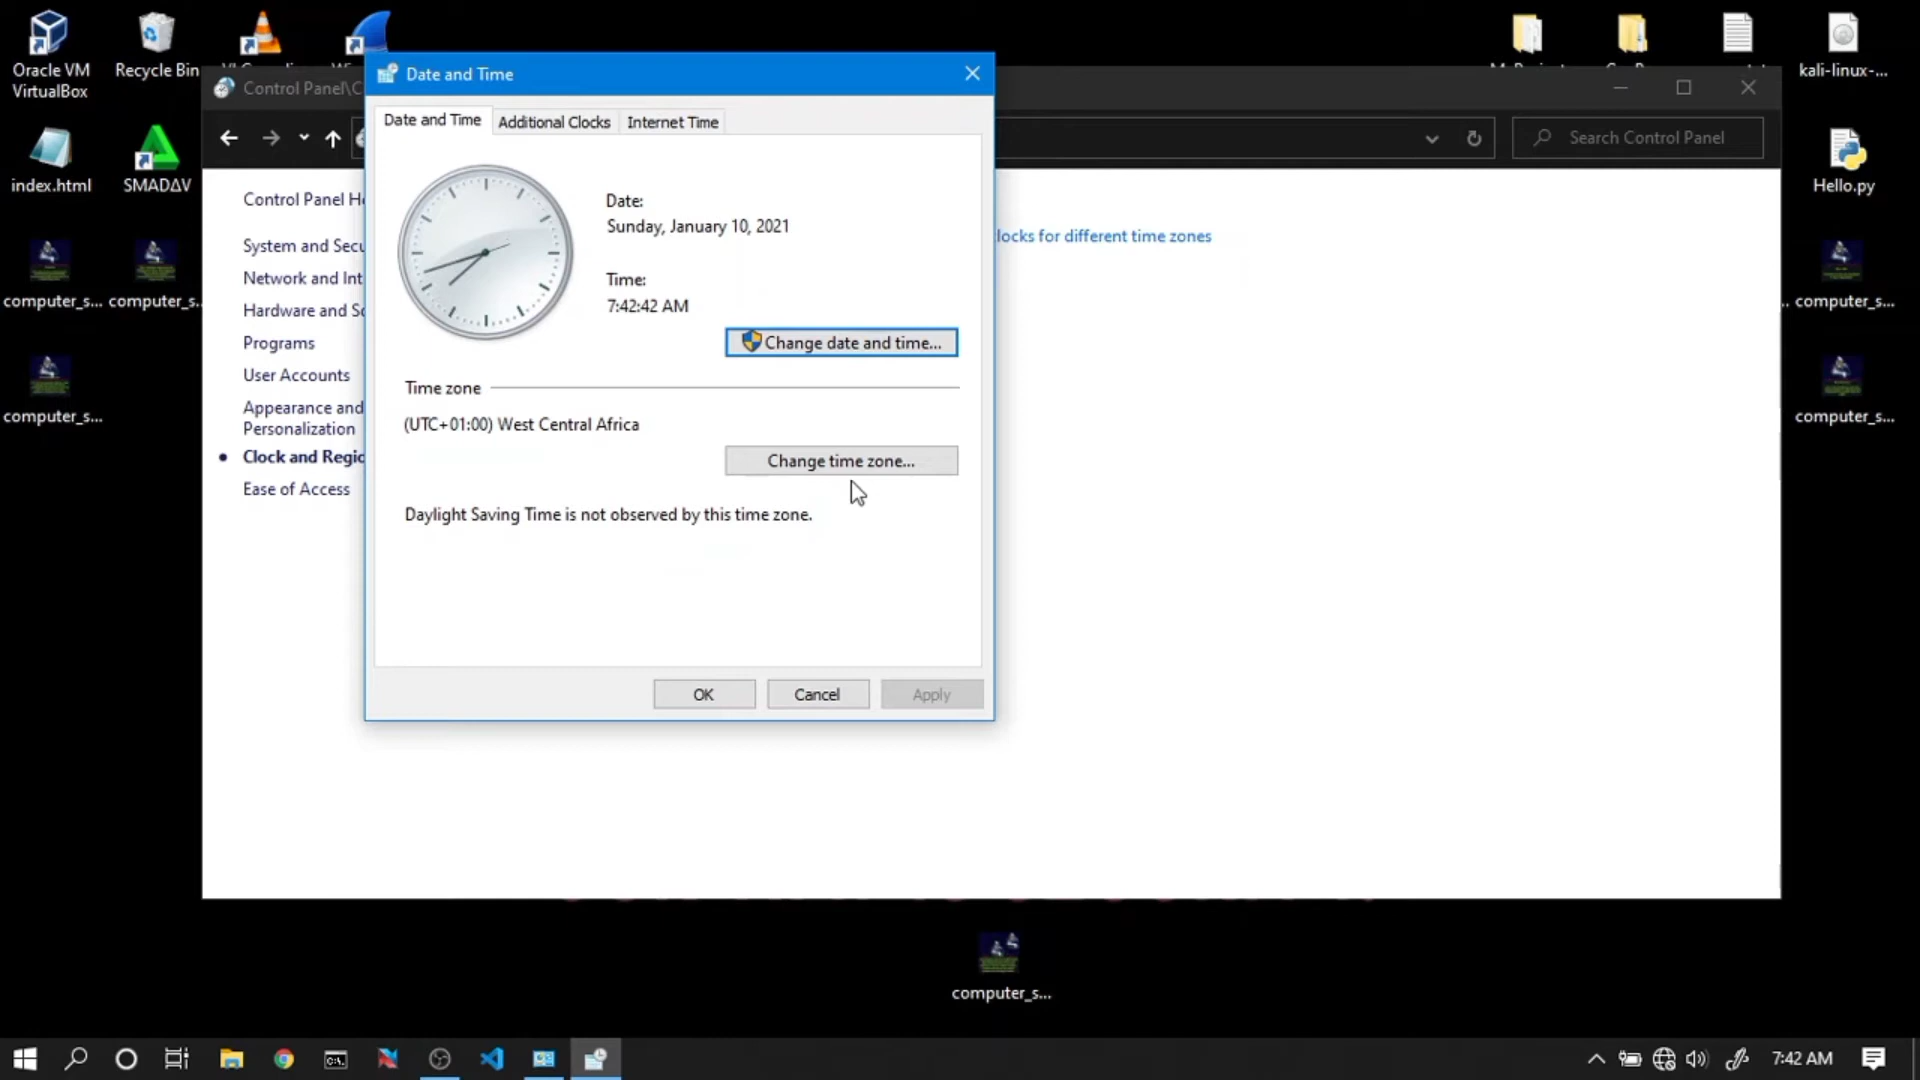 Oracle VM
VirtualBox
Recycle Bin
kali-linux-...
index.html
SMADΔV
Hello.py
computer_s...
computer_s...
computer_s...
computer_s...
computer_s...
computer_s...
Control Panel\C
Search Control Panel
Control Panel H
System and Secu
Network and Int
Hardware and S
Programs
User Accounts
Appearance and
Personalization
Clock and Regio
Ease of Access
locks for different time zones
Date and Time
Date and Time
Additional Clocks
Internet Time
Date:
Sunday, January 10, 2021
Time:
7:42:42 AM
Change date and time...
Time zone
(UTC+01:00) West Central Africa
Change time zone...
Daylight Saving Time is not observed by this time zone.
OK
Cancel
Apply
7:42 AM